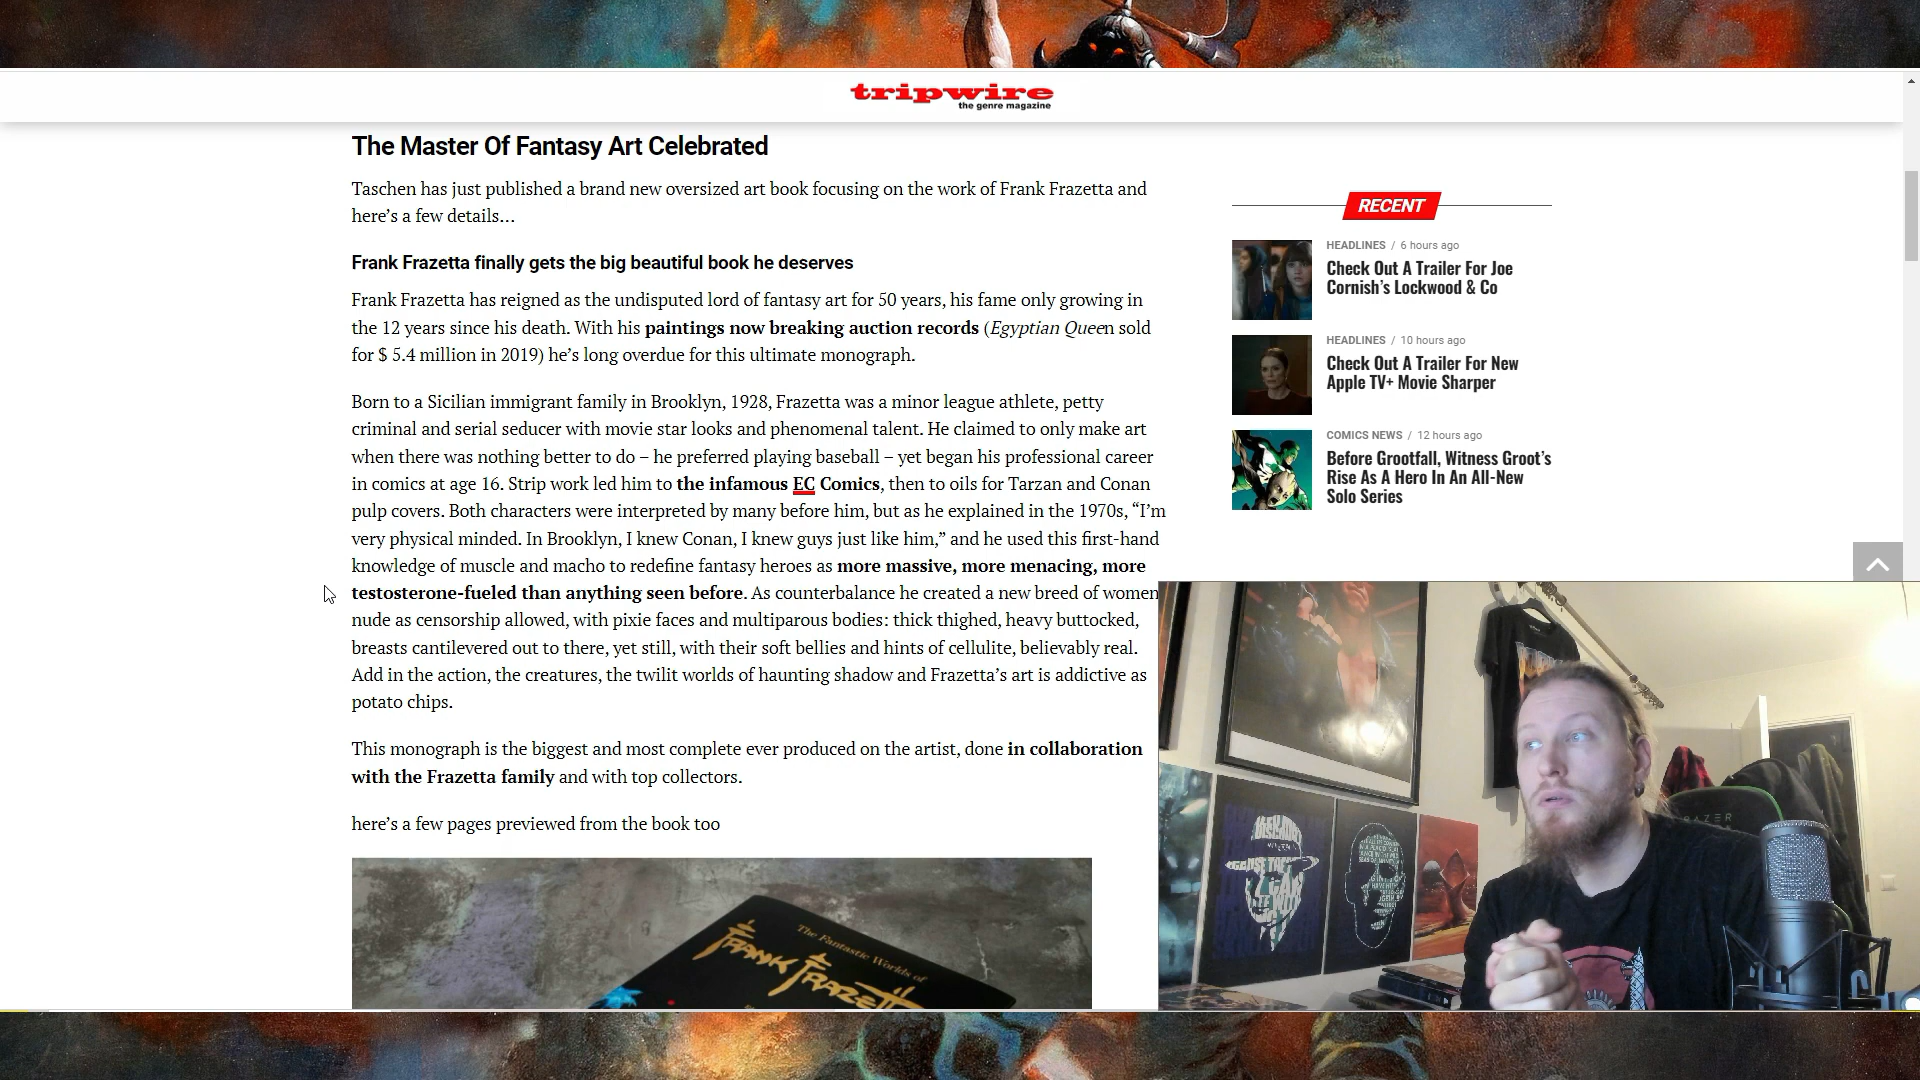 tripwire
the genre magazine
The Master Of Fantasy Art Celebrated
Taschen has just published a brand new oversized art book focusing on the work of Frank Frazetta and
here’s a few details…
Frank Frazetta finally gets the big beautiful book he deserves
Frank Frazetta has reigned as the undisputed lord of fantasy art for 50 years, his fame only growing in
the 12 years since his death. With his paintings now breaking auction records (Egyptian Queen sold
for $ 5.4 million in 2019) he’s long overdue for this ultimate monograph.
Born to a Sicilian immigrant family in Brooklyn, 1928, Frazetta was a minor league athlete, petty
criminal and serial seducer with movie star looks and phenomenal talent. He claimed to only make art
when there was nothing better to do – he preferred playing baseball – yet began his professional career
in comics at age 16. Strip work led him to the infamous EC Comics, then to oils for Tarzan and Conan
pulp covers. Both characters were interpreted by many before him, but as he explained in the 1970s, “I’m
very physical minded. In Brooklyn, I knew Conan, I knew guys just like him,” and he used this first-hand
knowledge of muscle and macho to redefine fantasy heroes as more massive, more menacing, more
testosterone-fueled than anything seen before. As counterbalance he created a new breed of women
nude as censorship allowed, with pixie faces and multiparous bodies: thick thighed, heavy buttocked,
breasts cantilevered out to there, yet still, with their soft bellies and hints of cellulite, believably real.
Add in the action, the creatures, the twilit worlds of haunting shadow and Frazetta’s art is addictive as
potato chips.
This monograph is the biggest and most complete ever produced on the artist, done in collaboration
with the Frazetta family and with top collectors.
here’s a few pages previewed from the book too
The Fantastic Worlds of
FRANK FRAZETTA
RECENT
HEADLINES / 6 hours ago
Check Out A Trailer For Joe
Cornish’s Lockwood & Co
HEADLINES / 10 hours ago
Check Out A Trailer For New
Apple TV+ Movie Sharper
COMICS NEWS / 12 hours ago
Before Grootfall, Witness Groot’s
Rise As A Hero In An All-New
Solo Series
RAZER